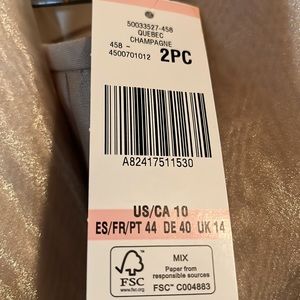 50033527-458
QUEBEC
CHAMPAGNE
458 -
4500701012 2PC
A82417511530
US/CA 10
ES/FR/PT 44 DE 40 UK 14
FSC
www.fsc.org
MIX
Paper from
responsible sources
FSC™ C004883